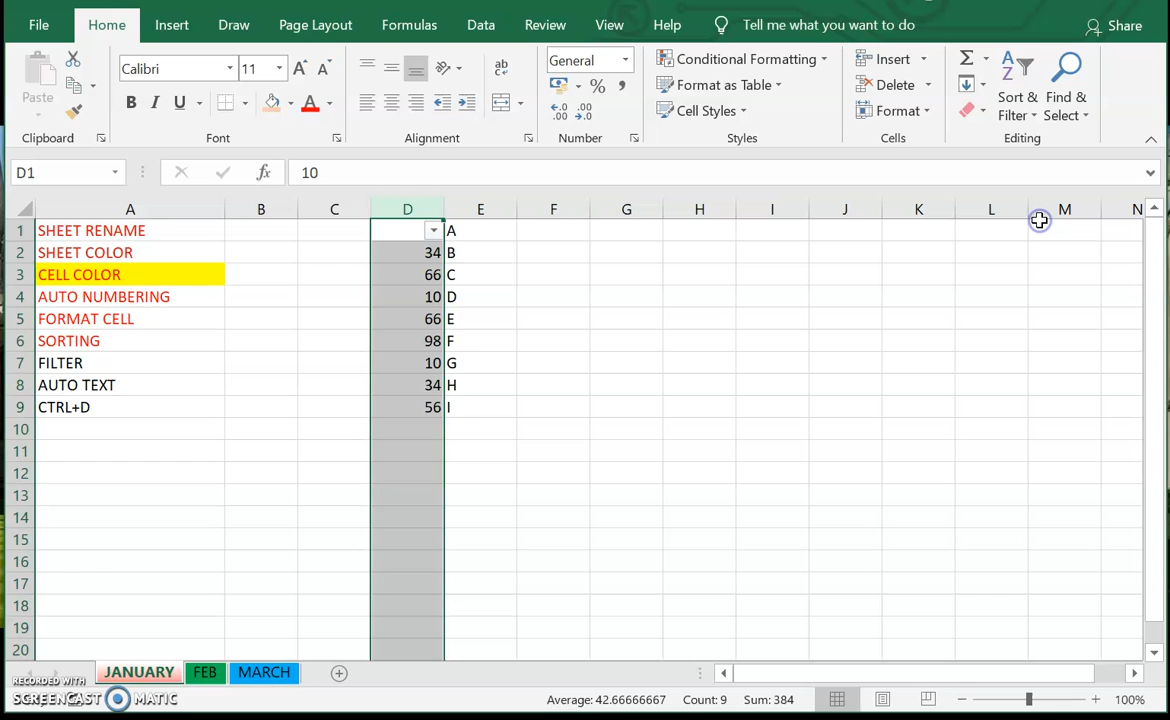 File Home Insert Draw Page Layout Formulas Data Review View Help Tell me what you want to do Share
Calibri 11 General Conditional Formatting Insert
Format as Table Delete
Paste B I U A Cell Styles Format Sort & Filter Find & Select
Clipboard Font Alignment Number Styles Cells Editing
D1 fx 10
A B C D E F G H I J K L M N
1 SHEET RENAME A
2 SHEET COLOR 34 B
3 CELL COLOR 66 C
4 AUTO NUMBERING 10 D
5 FORMAT CELL 66 E
6 SORTING 98 F
7 FILTER 10 G
8 AUTO TEXT 34 H
9 CTRL+D 56 I
10
11
12
13
14
15
16
17
18
19
20
JANUARY FEB MARCH
RECORDED WITH
SCREENCAST MATIC Average: 42.66666667 Count: 9 Sum: 384 100%